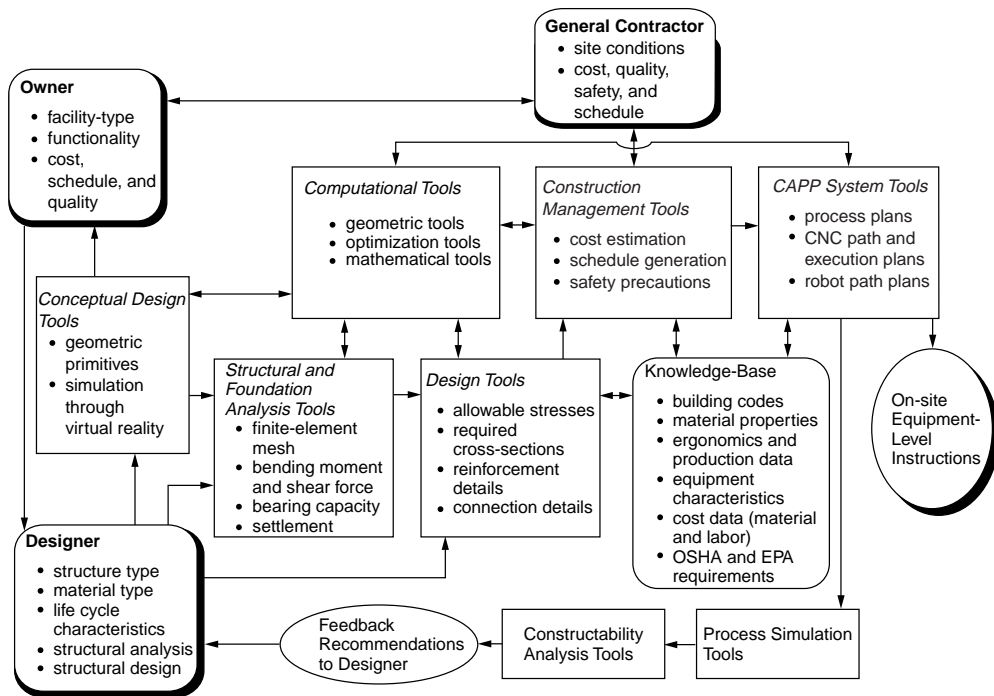 General Contractor
• site conditions
• cost, quality,
safety, and
schedule
Owner
• facility-type
• functionality
• cost,
schedule, and
quality
Computational Tools
• geometric tools
• optimization tools
• mathematical tools
Construction
Management Tools
• cost estimation
• schedule generation
• safety precautions
CAPP System Tools
• process plans
• CNC path and
execution plans
• robot path plans
Conceptual Design
Tools
• geometric
primitives
• simulation
through
virtual reality
Structural and
Foundation
Analysis Tools
• finite-element
mesh
• bending moment
and shear force
• bearing capacity
• settlement
Design Tools
• allowable stresses
• required
cross-sections
• reinforcement
details
• connection details
Knowledge-Base
• building codes
• material properties
• ergonomics and
production data
• equipment
characteristics
• cost data (material
and labor)
• OSHA and EPA
requirements
On-site
Equipment-
Level
Instructions
Designer
• structure type
• material type
• life cycle
characteristics
• structural analysis
• structural design
Feedback
Recommendations
to Designer
Constructability
Analysis Tools
Process Simulation
Tools